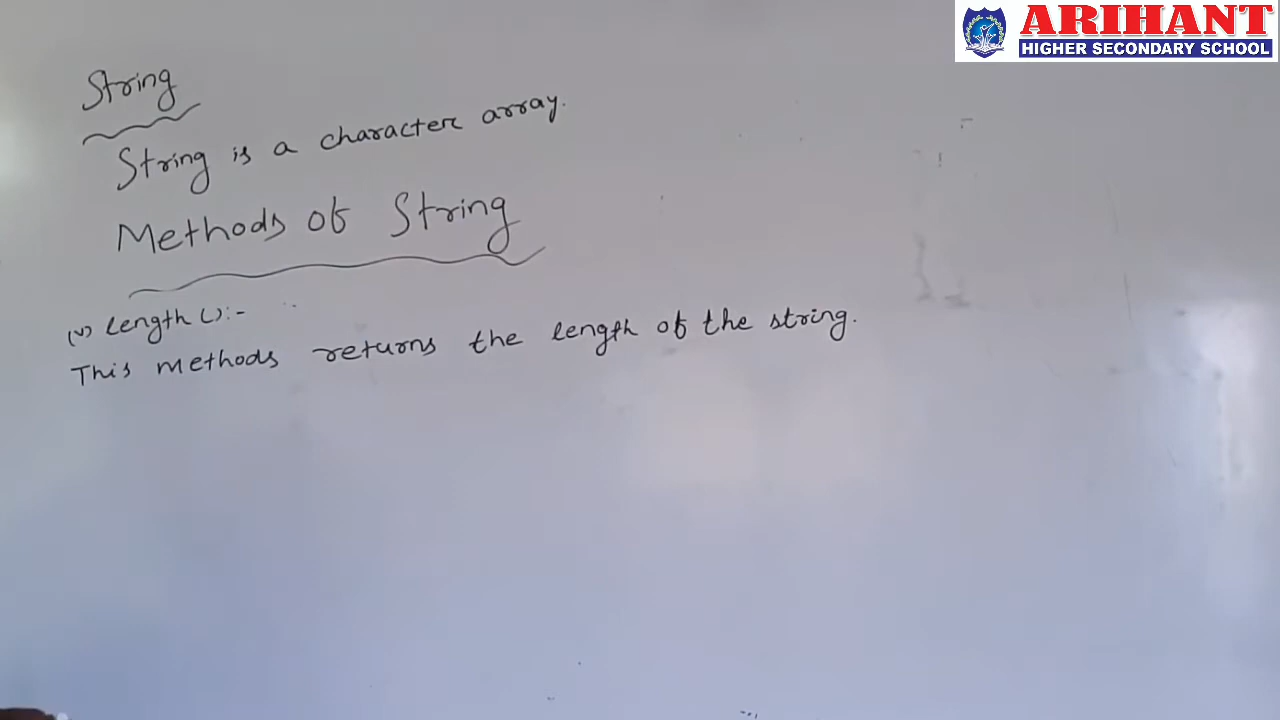 ARIHANT
HIGHER SECONDARY SCHOOL
String
String is a character array.
Methods of String
(v) Length ():-
This methods returns the length of the string.